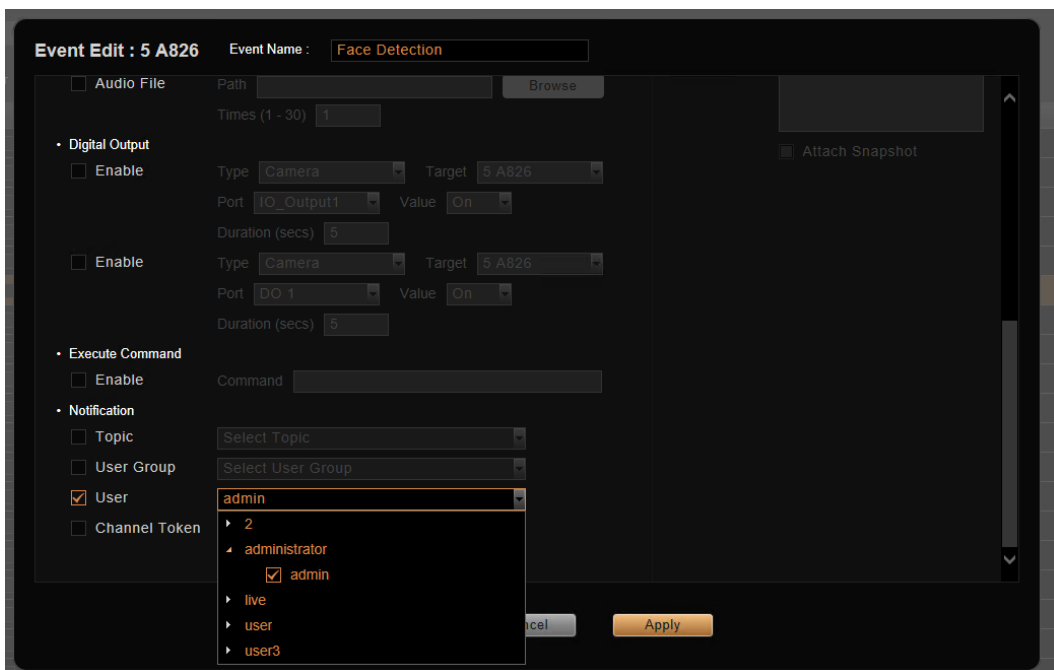 Event Edit : 5 A826 Event Name : Face Detection
Audio File Path Browse
Times (1 - 30) 1
• Digital Output
Attach Snapshot
Enable Type Camera Target 5 A826
Port IO_Output1 Value On
Duration (secs) 5
Enable Type Camera Target 5 A826
Port DO 1 Value On
Duration (secs) 5
• Execute Command
Enable Command
• Notification
Topic Select Topic
User Group Select User Group
User admin
Channel Token
2
administrator
admin
live
user
user3
ncel Apply